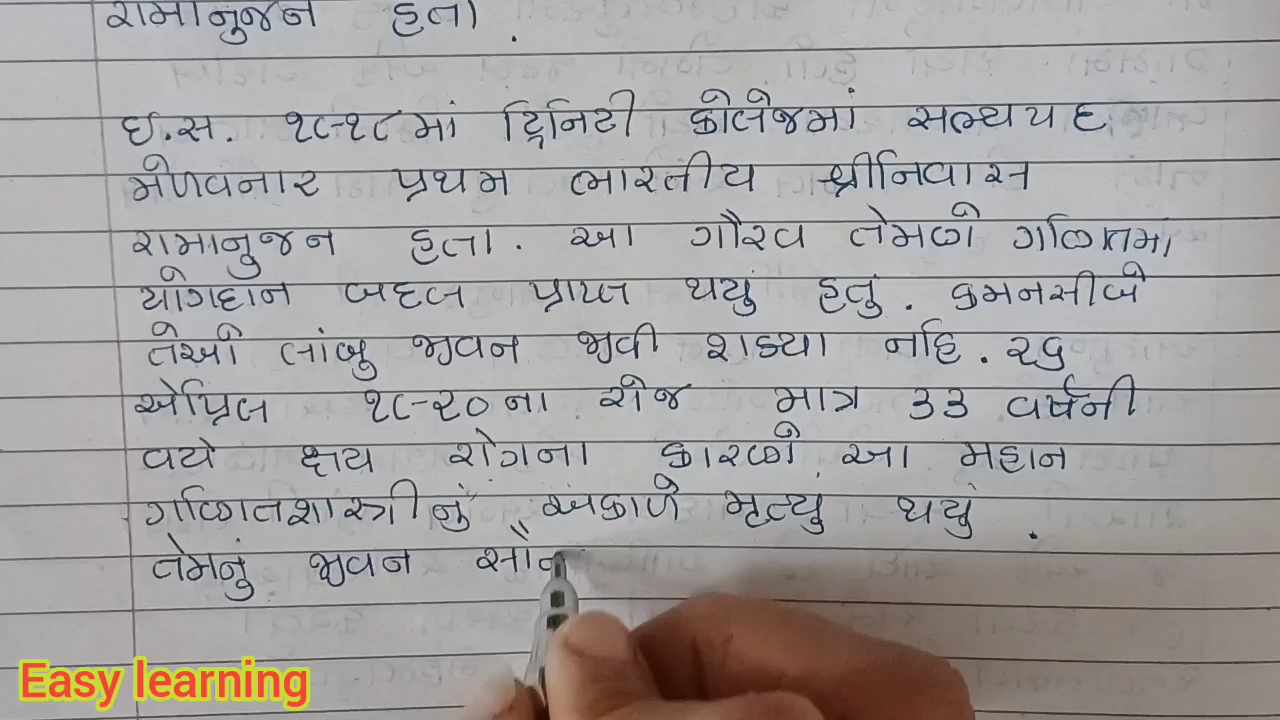 રામાનુજન હતા.
ઈ.સ. ૧૯૧૮માં ટ્રિનિટી કોલેજમાં સભ્યપદ
મેળવનાર પ્રથમ ભારતીય શ્રીનિવાસ
રામાનુજન હતા. આ ગૌરવ તેમણે ગણિતમાં
યોગદાન બદલ પ્રાપ્ત થયું હતું. કમનસીબે
તેઓ લાંબુ જીવન જીવી શક્યા નહિ. ૨૬
એપ્રિલ ૧૯૨૦ના રોજ માત્ર ૩૩ વર્ષની
વયે ક્ષય રોગના કારણે આ મહાન
ગણિતશાસ્ત્રીનું અકાળે મૃત્યું થયું.
તેમનું જીવન સૌન
Easy learning